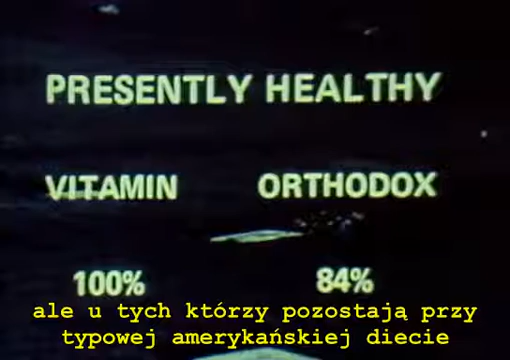 PRESENTLY HEALTHY
VITAMIN ORTHODOX
100% 84%
ale u tych którzy pozostają przy
typowej amerykańskiej diecie